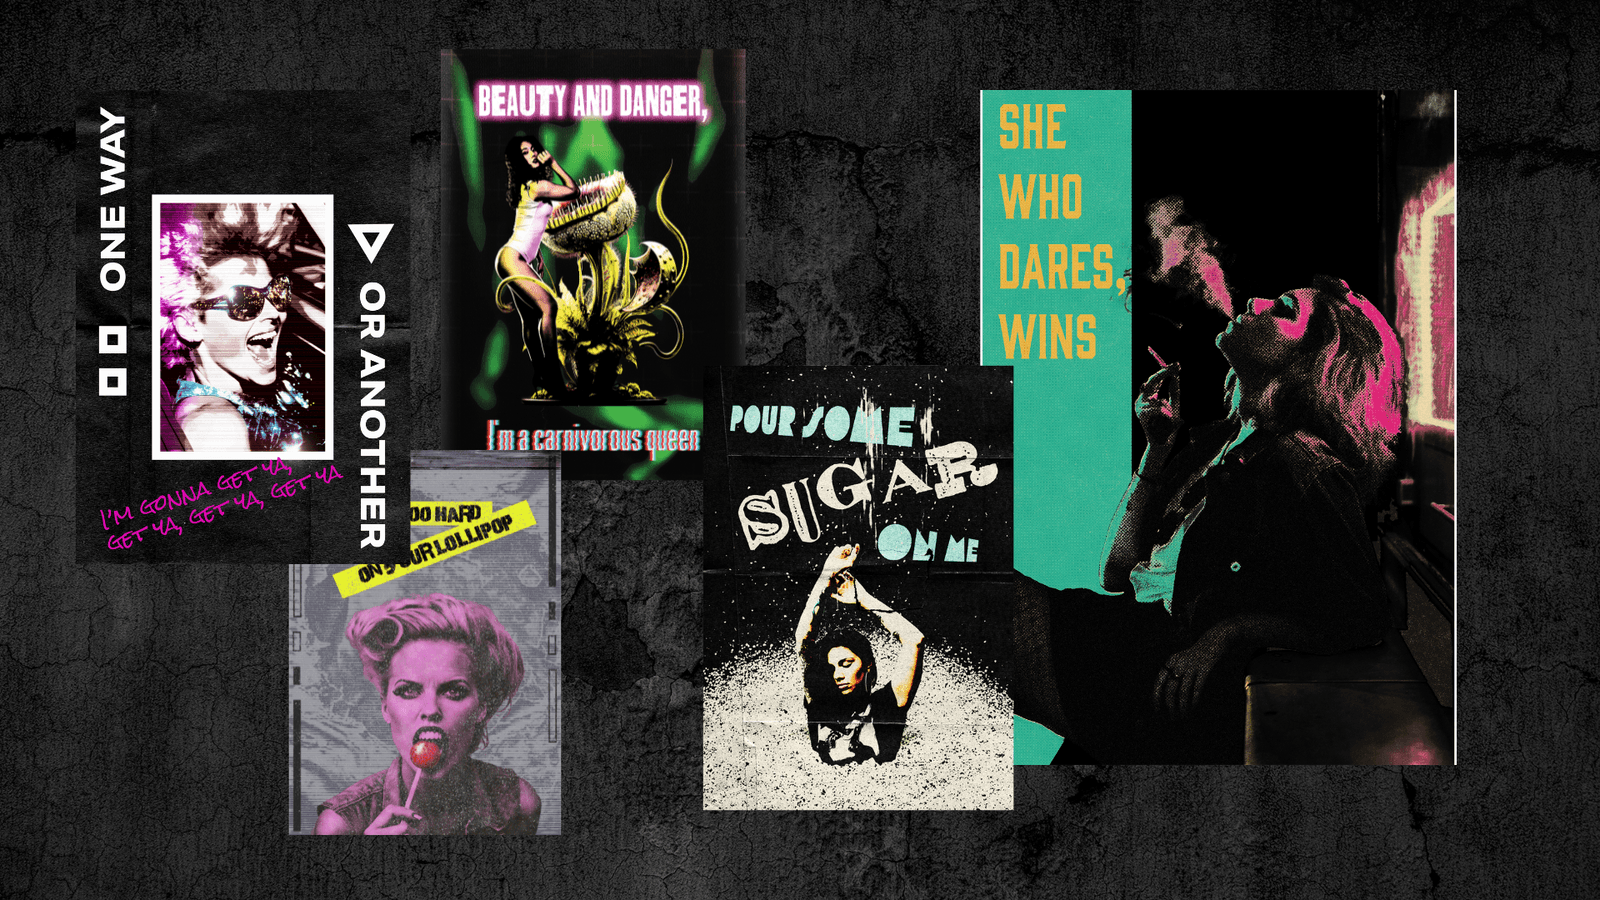 ONE WAY
OR ANOTHER
I'M GONNA GET YA,
GET YA, GET YA, GET YA
BEAUTY AND DANGER,
I'm a carnivorous queen
OO HARD
ON YOUR LOLLIPOP
POUR SOME
SUGAR
ON ME
SHE
WHO
DARES,
WINS